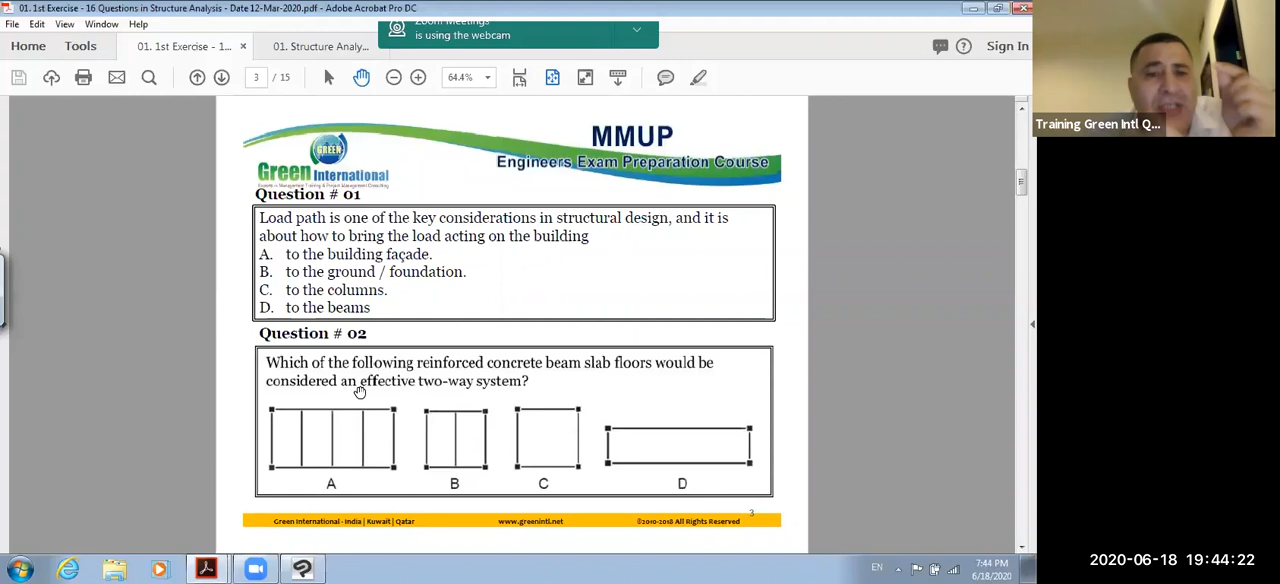 01. 1st Exercise - 16 Questions in Structure Analysis - Date 12-Mar-2020.pdf - Adobe Acrobat Pro DC
File Edit View Window Help
Zoom Meetings
is using the webcam
Home Tools 01. 1st Exercise - 1... × 01. Structure Analy... Sign In
3 / 15 64.4%
Training Green Intl Q...
MMUP
Engineers Exam Preparation Course
GREEN
Green International
Question # 01
Load path is one of the key considerations in structural design, and it is
about how to bring the load acting on the building
A. to the building façade.
B. to the ground / foundation.
C. to the columns.
D. to the beams
Question # 02
Which of the following reinforced concrete beam slab floors would be
considered an effective two-way system?
A B C D
3
Green International - India | Kuwait | Qatar www.greenintl.net ©2010-2018 All Rights Reserved
EN 7:44 PM
6/18/2020
2020-06-18 19:44:22